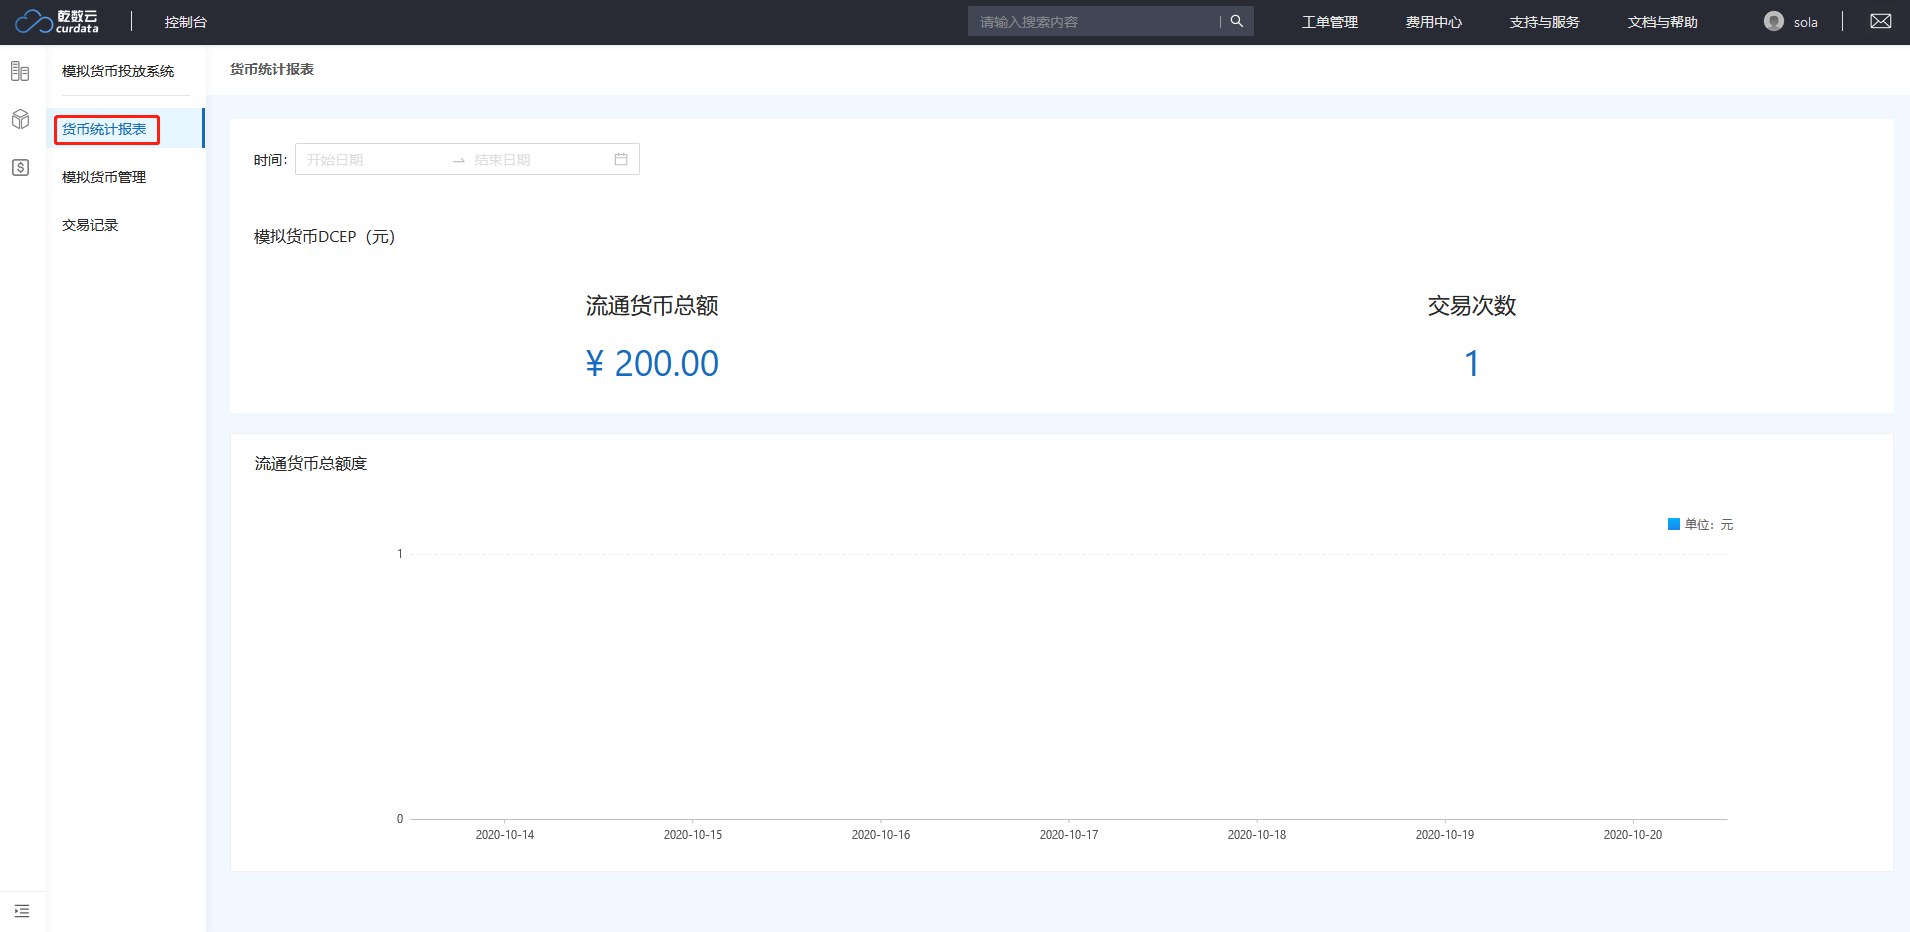 乾数云
curdata
控制台
请输入搜索内容
工单管理
费用中心
支持与服务
文档与帮助
sola
模拟货币投放系统
货币统计报表
模拟货币管理
交易记录
货币统计报表
时间：
开始日期
结束日期
模拟货币DCEP（元）
流通货币总额
¥ 200.00
交易次数
1
流通货币总额度
单位：元
1
0
2020-10-14
2020-10-15
2020-10-16
2020-10-17
2020-10-18
2020-10-19
2020-10-20